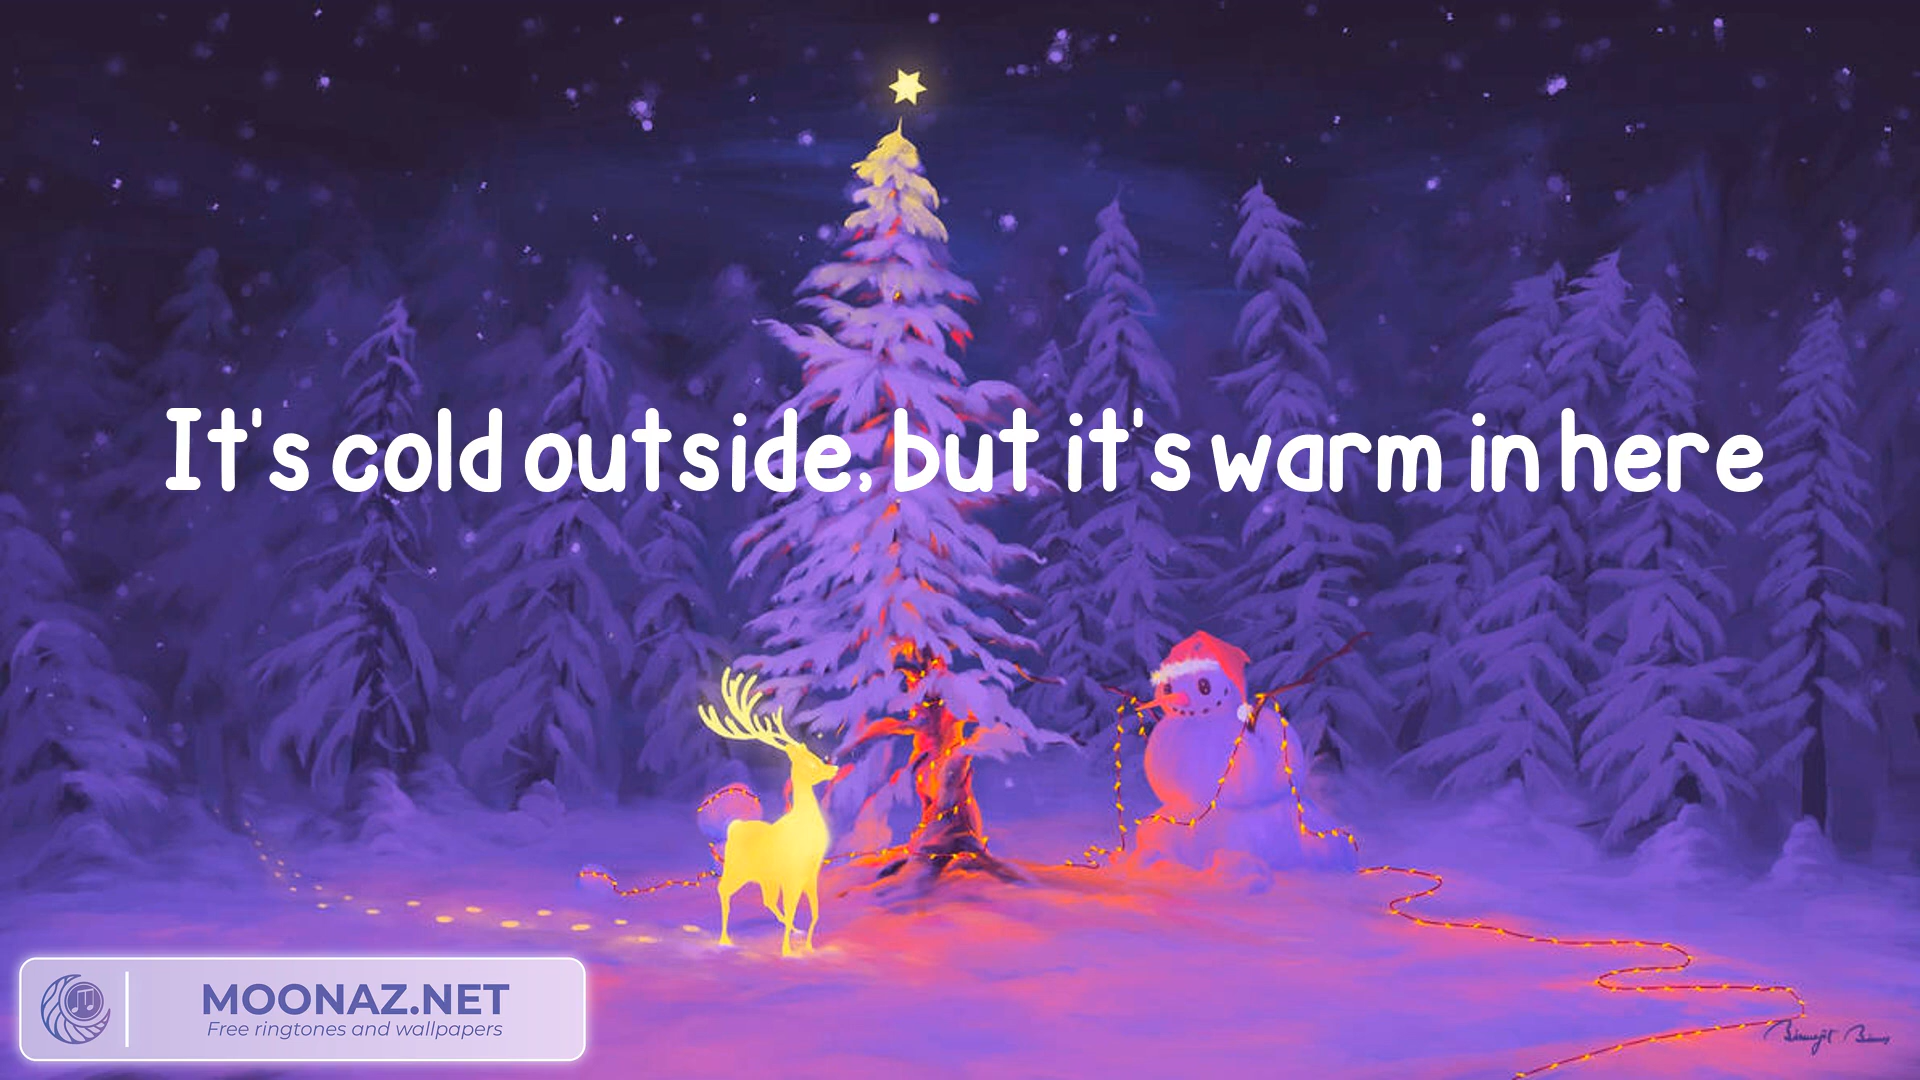 It's cold outside, but it's warm in here
MOONAZ.NET
Free ringtones and wallpapers